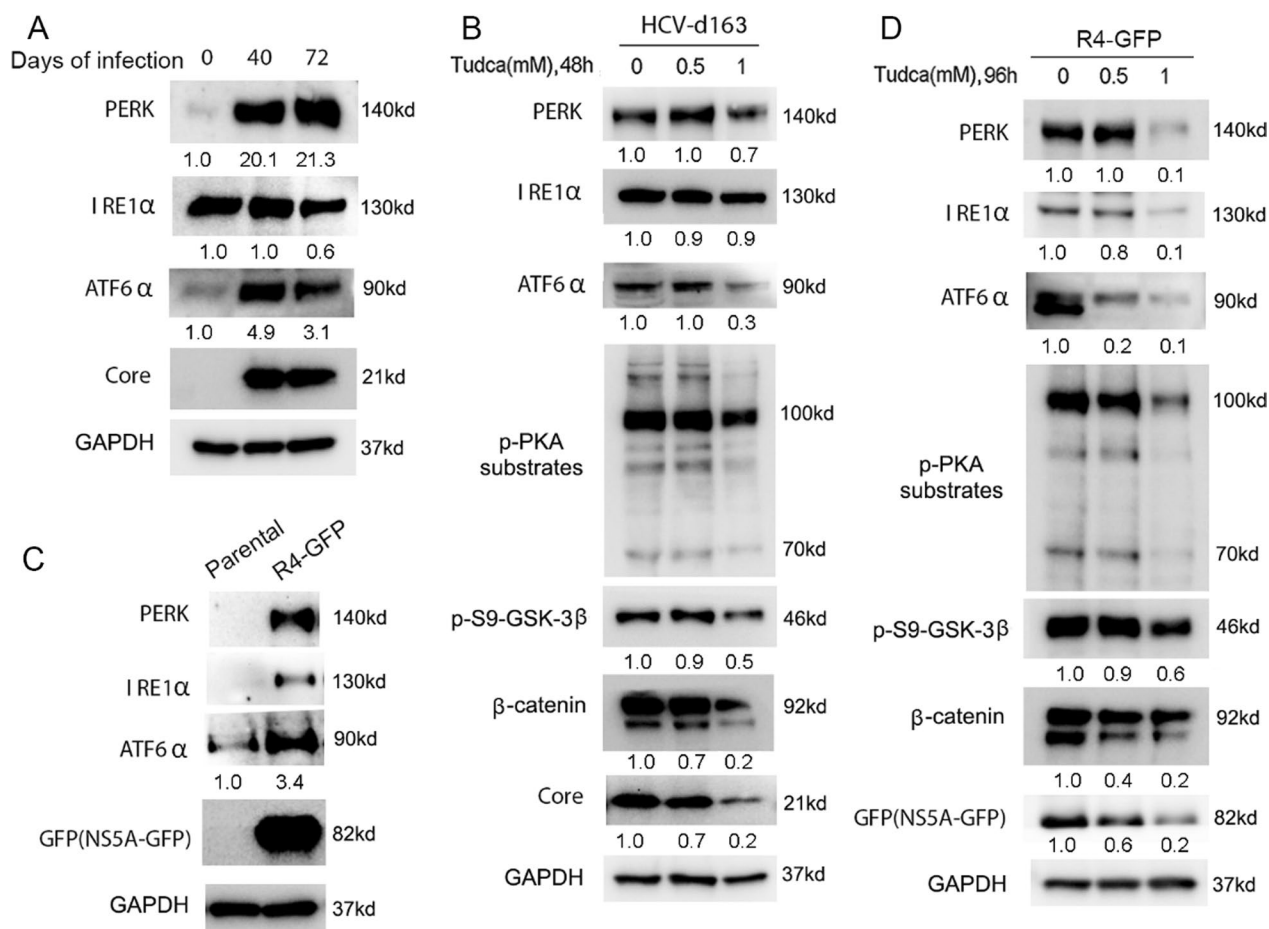 A
Days of infection 0 40 72
PERK 140kd
1.0 20.1 21.3
IRE1α 130kd
1.0 1.0 0.6
ATF6 α 90kd
1.0 4.9 3.1
Core 21kd
GAPDH 37kd
B
HCV-d163
Tudca(mM),48h 0 0.5 1
PERK 140kd
1.0 1.0 0.7
IRE1α 130kd
1.0 0.9 0.9
ATF6 α 90kd
1.0 1.0 0.3
100kd
p-PKA
substrates
70kd
p-S9-GSK-3β 46kd
1.0 0.9 0.5
β-catenin 92kd
1.0 0.7 0.2
Core 21kd
1.0 0.7 0.2
GAPDH 37kd
C
Parental R4-GFP
PERK 140kd
IRE1α 130kd
ATF6 α 90kd
1.0 3.4
GFP(NS5A-GFP) 82kd
GAPDH 37kd
D
R4-GFP
Tudca(mM),96h 0 0.5 1
PERK 140kd
1.0 1.0 0.1
IRE1α 130kd
1.0 0.8 0.1
ATF6 α 90kd
1.0 0.2 0.1
100kd
p-PKA
substrates
70kd
p-S9-GSK-3β 46kd
1.0 0.9 0.6
β-catenin 92kd
1.0 0.4 0.2
GFP(NS5A-GFP) 82kd
1.0 0.6 0.2
GAPDH 37kd